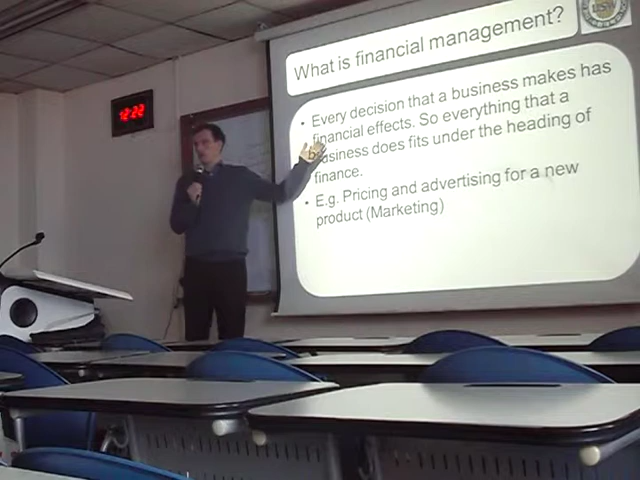 12:22
What is financial management?
• Every decision that a business makes has
financial effects. So everything that a
business does fits under the heading of
finance.
• E.g. Pricing and advertising for a new
product (Marketing)